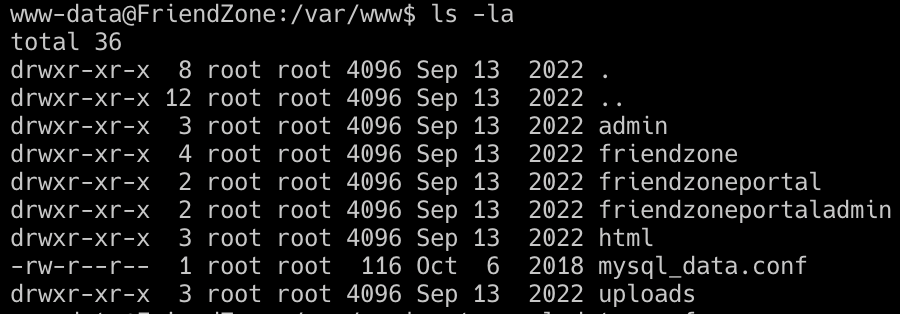 www-data@FriendZone:/var/www$ ls -la
total 36
drwxr-xr-x  8 root root 4096 Sep 13  2022 .
drwxr-xr-x 12 root root 4096 Sep 13  2022 ..
drwxr-xr-x  3 root root 4096 Sep 13  2022 admin
drwxr-xr-x  4 root root 4096 Sep 13  2022 friendzone
drwxr-xr-x  2 root root 4096 Sep 13  2022 friendzoneportal
drwxr-xr-x  2 root root 4096 Sep 13  2022 friendzoneportaladmin
drwxr-xr-x  3 root root 4096 Sep 13  2022 html
-rw-r--r--  1 root root  116 Oct  6  2018 mysql_data.conf
drwxr-xr-x  3 root root 4096 Sep 13  2022 uploads